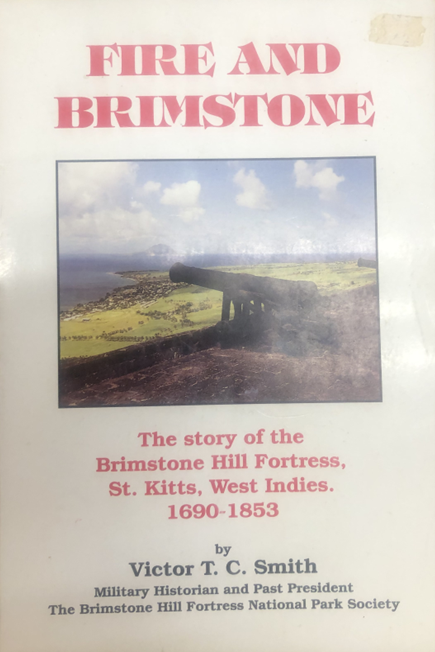 FIRE AND
BRIMSTONE
The story of the
Brimstone Hill Fortress,
St. Kitts, West Indies.
1690-1853
by
Victor T. C. Smith
Military Historian and Past President
The Brimstone Hill Fortress National Park Society